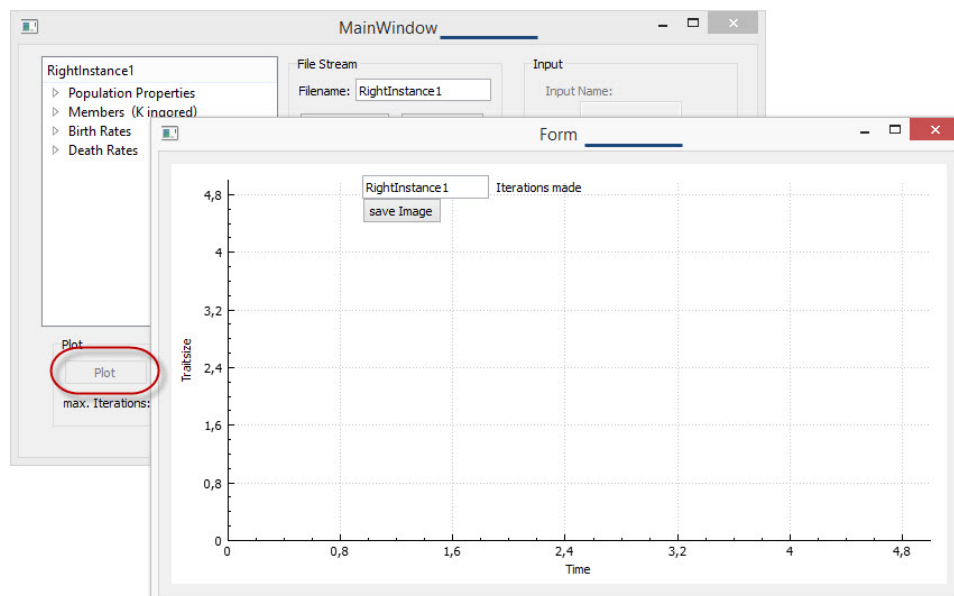 MainWindow
RightInstance1
Population Properties
Members (K ingored)
Birth Rates
Death Rates
File Stream
Filename: RightInstance1
Input
Input Name:
Plot
Plot
max. Iterations:
Form
RightInstance1 Iterations made
save Image
4,8
4
3,2
2,4
1,6
0,8
0
Traitsize
0 0,8 1,6 2,4 3,2 4 4,8
Time